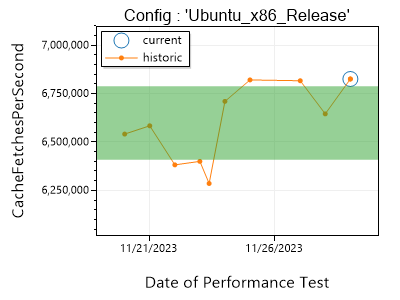 Config : 'Ubuntu_x86_Release'
current
historic
7,000,000
6,750,000
6,500,000
6,250,000
CacheFetchesPerSecond
11/21/2023
11/26/2023
Date of Performance Test